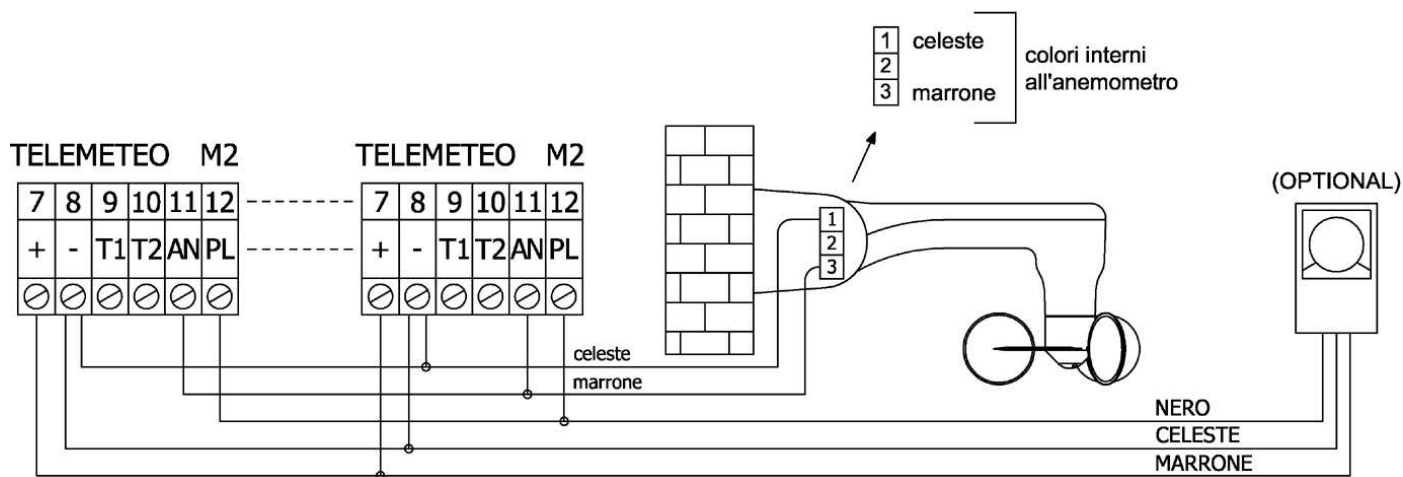 1 celeste
2
3 marrone
colori interni
all'anemometro
TELEMETEO M2
7 8 9 10 11 12
+ - T1 T2 AN PL
TELEMETEO M2
7 8 9 10 11 12
+ - T1 T2 AN PL
1
2
3
(OPTIONAL)
celeste
marrone
NERO
CELESTE
MARRONE